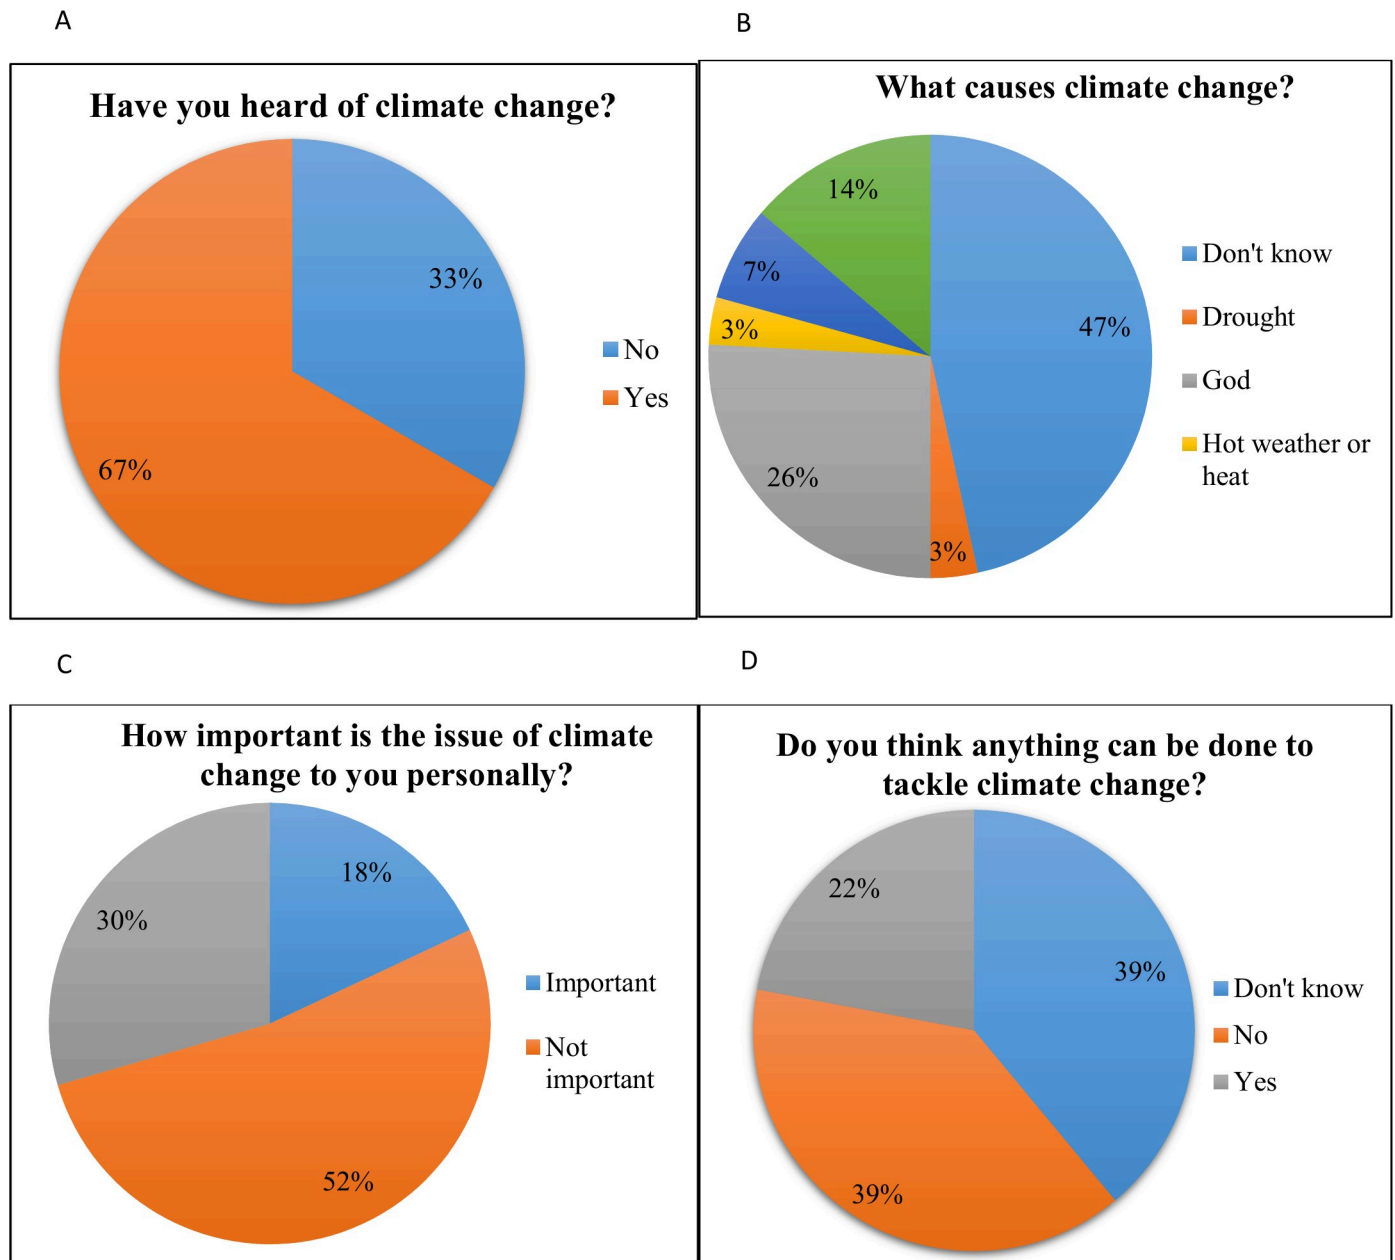 A
Have you heard of climate change?
33%
67%
No
Yes
B
What causes climate change?
14%
7%
3%
47%
26%
3%
Don't know
Drought
God
Hot weather or
heat
C
How important is the issue of climate
change to you personally?
18%
30%
52%
Important
Not
important
D
Do you think anything can be done to
tackle climate change?
22%
39%
39%
Don't know
No
Yes